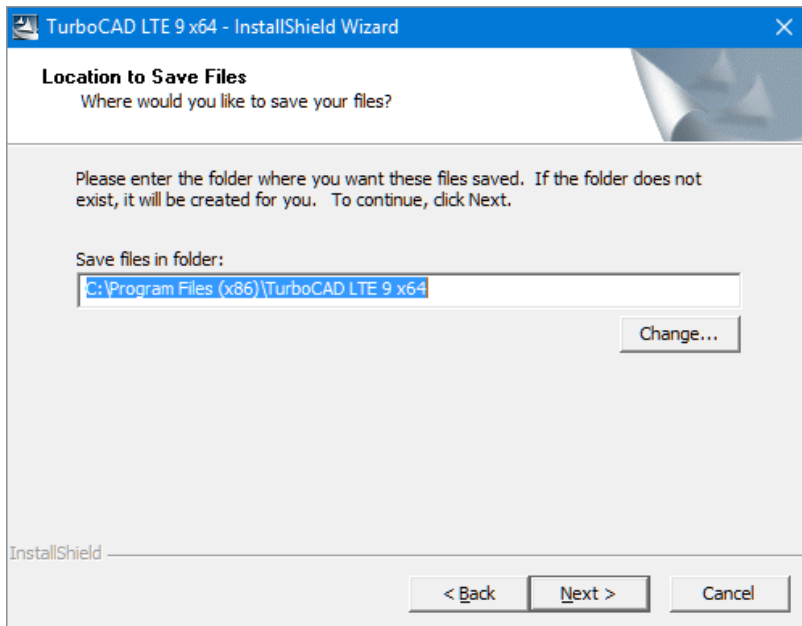 TurboCAD LTE 9 x64 - InstallShield Wizard
Location to Save Files
Where would you like to save your files?
Please enter the folder where you want these files saved.  If the folder does not
exist, it will be created for you.   To continue, click Next.
Save files in folder:
C:\Program Files (x86)\TurboCAD LTE 9 x64
Change...
InstallShield
< Back
Next >
Cancel